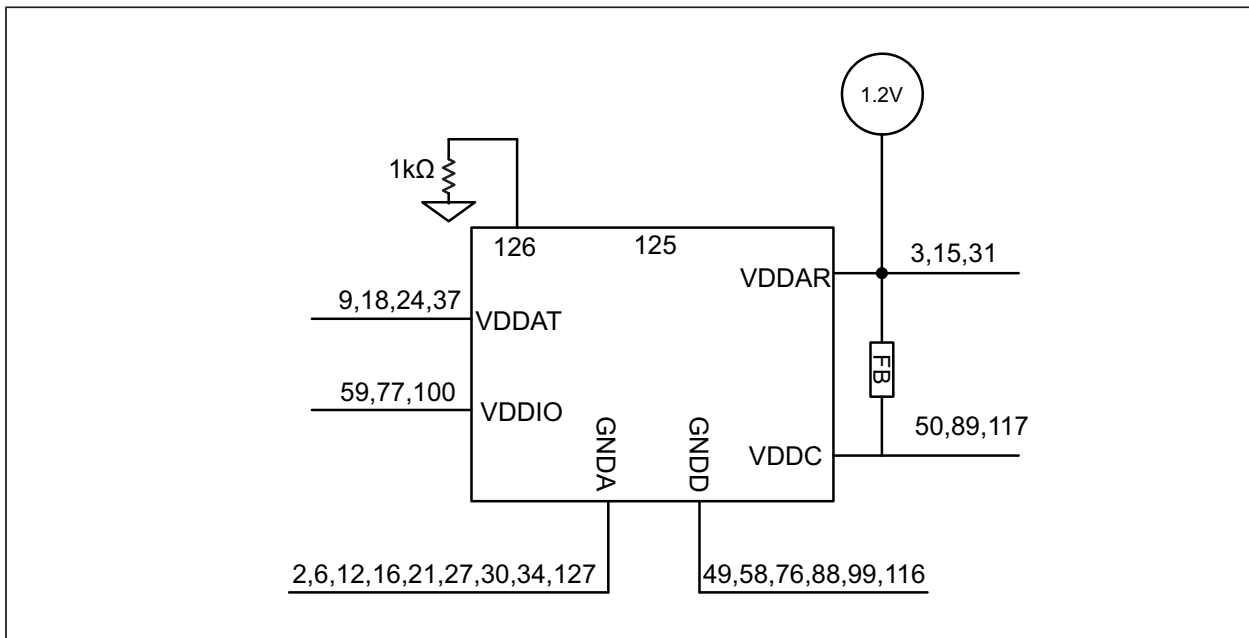 1.2V
1kΩ
126
125
VDDAR
3,15,31
9,18,24,37
VDDAT
FB
59,77,100
VDDIO
GNDA
GNDD
VDDC
50,89,117
2,6,12,16,21,27,30,34,127
49,58,76,88,99,116